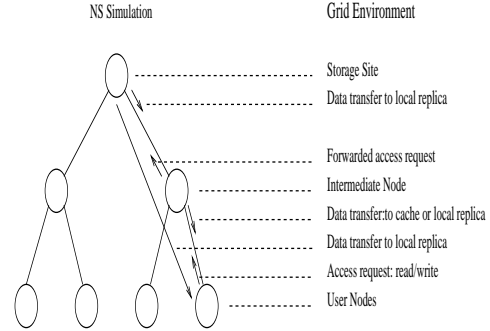 NS Simulation
Grid Environment
Storage Site
Data transfer to local replica
Forwarded access request
Intermediate Node
Data transfer:to cache or local replica
Data transfer to local replica
Access request: read/write
User Nodes